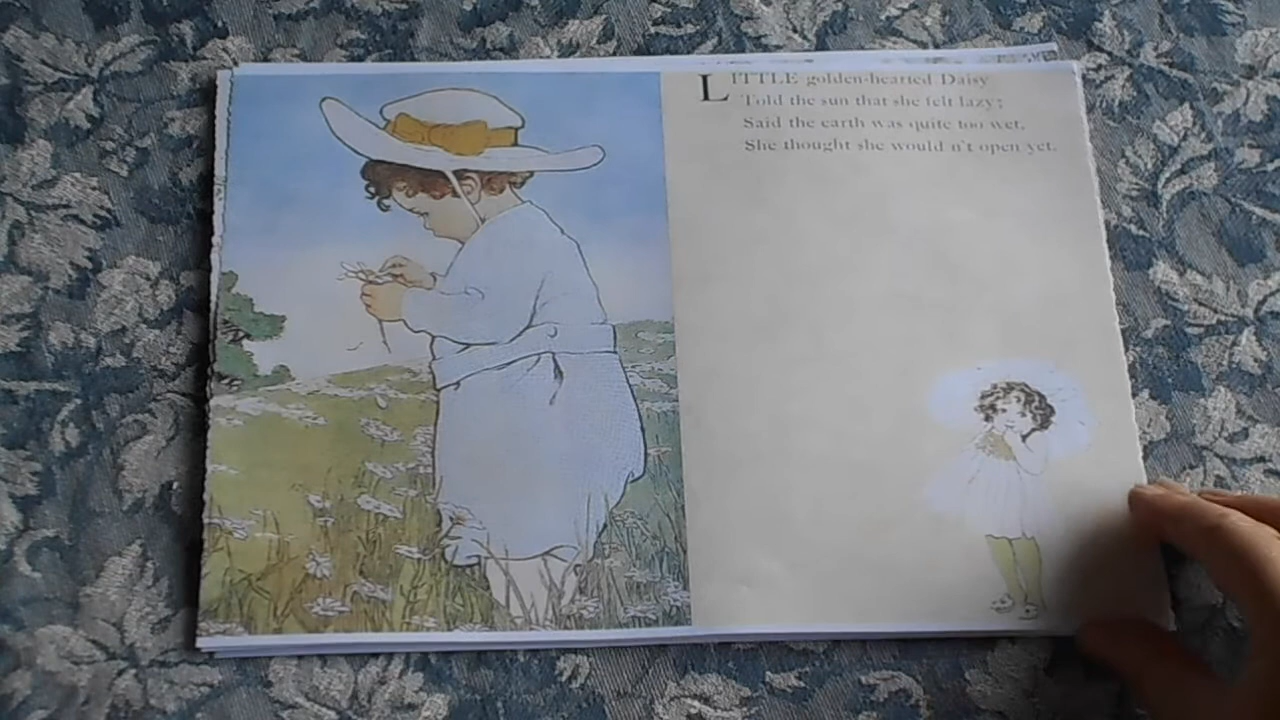 LITTLE golden-hearted Daisy
Told the sun that she felt lazy;
Said the earth was quite too wet,
She thought she would n't open yet.